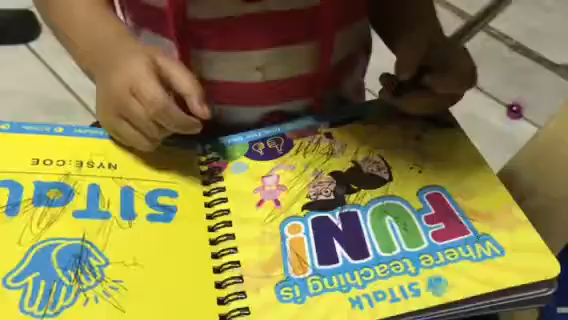 51Talk
Where teaching is
FUN!
NYSE:COE
51Talk